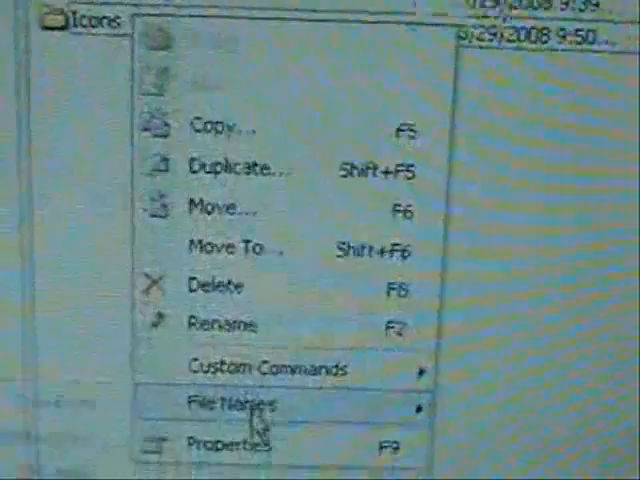 Icons
Copy... F5
8/29/2008 9:50...
Duplicate... Shift+F5
Move... F6
Move To... Shift+F6
Delete F8
Rename F2
Custom Commands
File Names
Properties F9